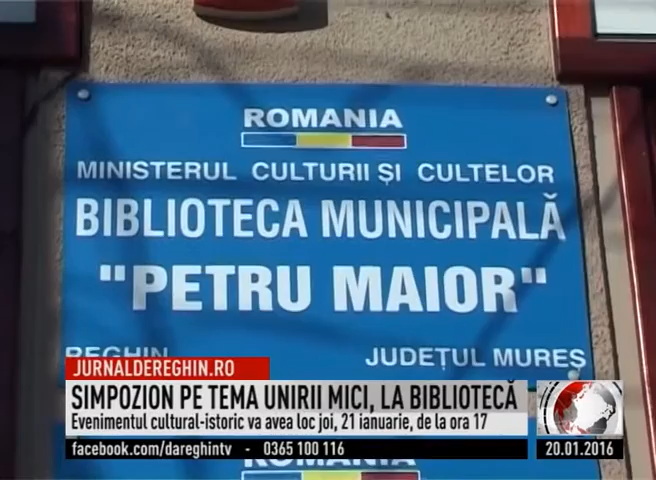 ROMANIA
MINISTERUL CULTURII ȘI CULTELOR
BIBLIOTECA MUNICIPALĂ
"PETRU MAIOR"
REGHIN JUDEȚUL MUREȘ
JURNALDEREGHIN.RO
SIMPOZION PE TEMA UNIRII MICI, LA BIBLIOTECĂ
Evenimentul cultural-istoric va avea loc joi, 21 ianuarie, de la ora 17
facebook.com/dareghintv - 0365 100 116
20.01.2016
ROMANIA